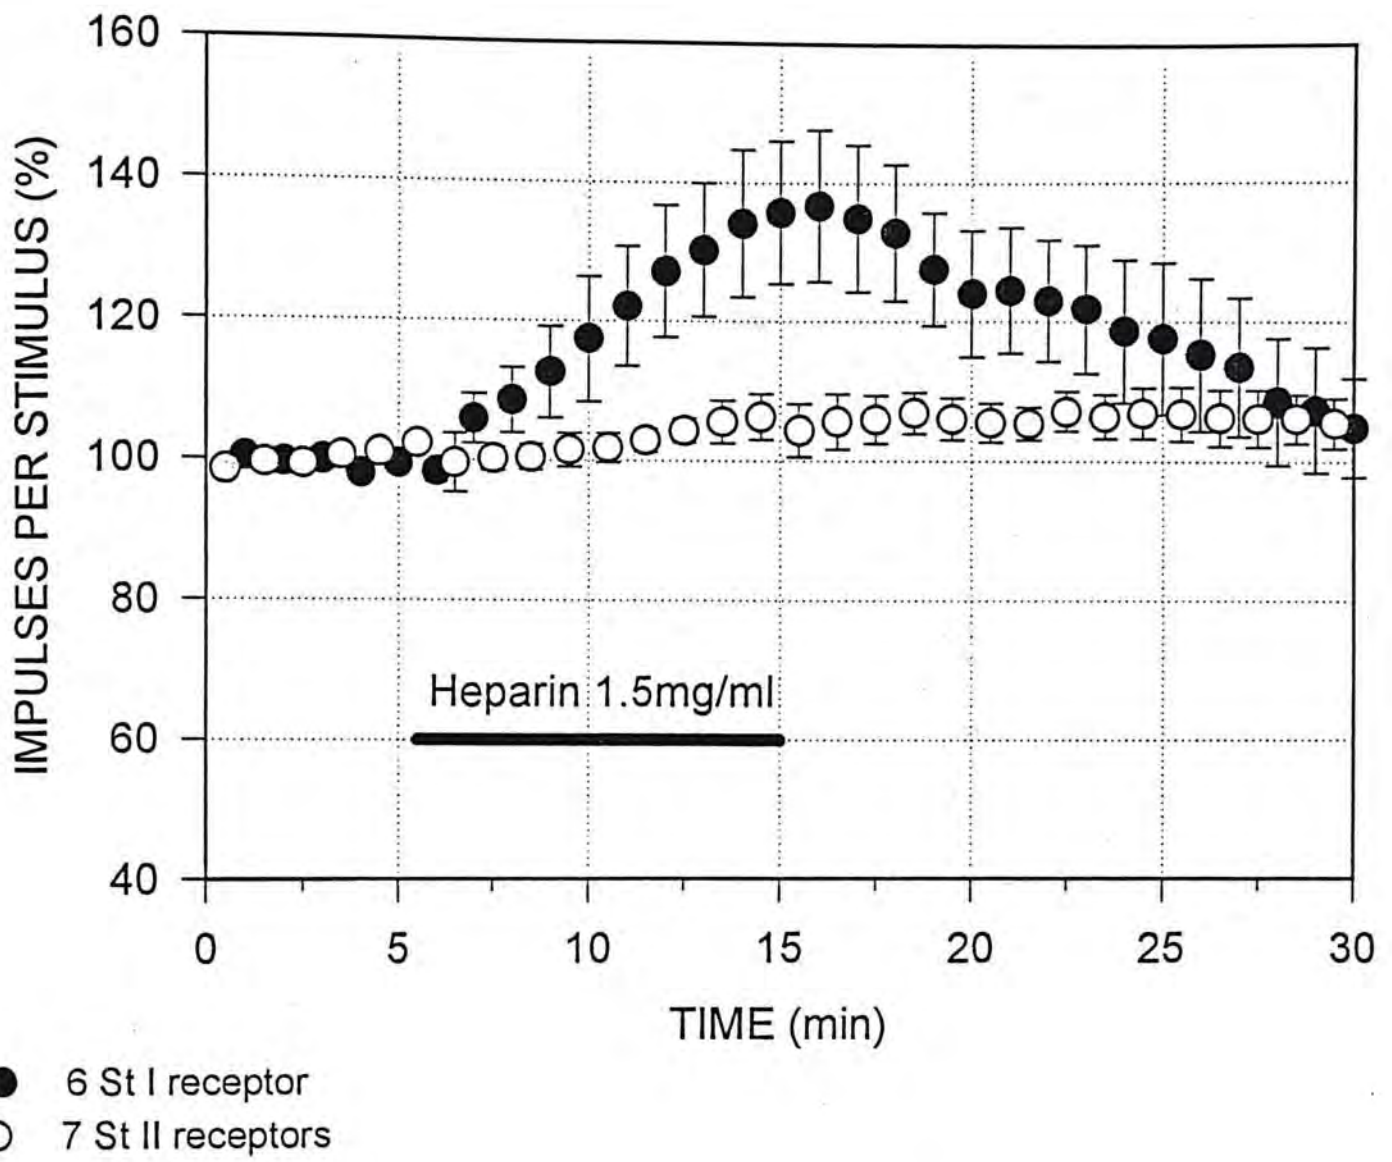 160
140
120
100
80
60
40
IMPULSES PER STIMULUS (%)
Heparin 1.5mg/ml
0 5 10 15 20 25 30
TIME (min)
6 St I receptor
7 St II receptors